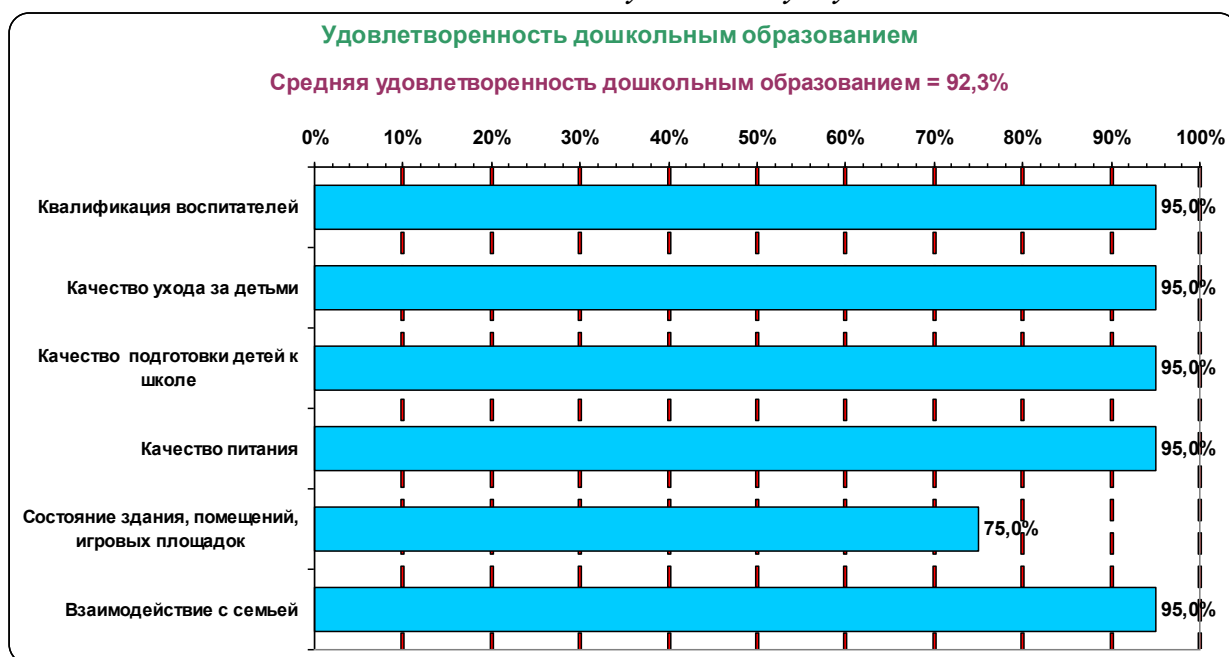 Удовлетворенность дошкольным образованием
Средняя удовлетворенность дошкольным образованием = 92,3%
0% 10% 20% 30% 40% 50% 60% 70% 80% 90% 100%
Квалификация воспитателей 95,0%
Качество ухода за детьми 95,0%
Качество подготовки детей к
школе 95,0%
Качество питания 95,0%
Состояние здания, помещений,
игровых площадок 75,0%
Взаимодействие с семьей 95,0%